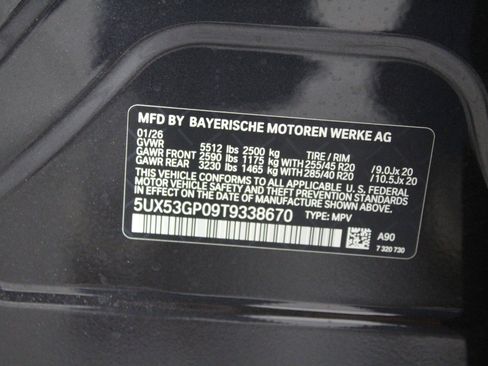 MFD BY BAYERISCHE MOTOREN WERKE AG
01/26
GVWR 5512 lbs 2500 kg TIRE / RIM
GAWR FRONT 2590 lbs 1175 kg WITH 255/45 R20 /9.0Jx 20
GAWR REAR 3230 lbs 1465 kg WITH 285/40 R20 /10.5Jx 20
THIS VEHICLE CONFORMS TO ALL APPLICABLE U.S. FEDERAL
MOTOR VEHICLE SAFETY AND THEFT PREVENTION STANDARDS
IN EFFECT ON THE DATE OF MANUFACTURE SHOWN ABOVE.
5UX53GP09T9338670 TYPE: MPV
A90
7 320 730